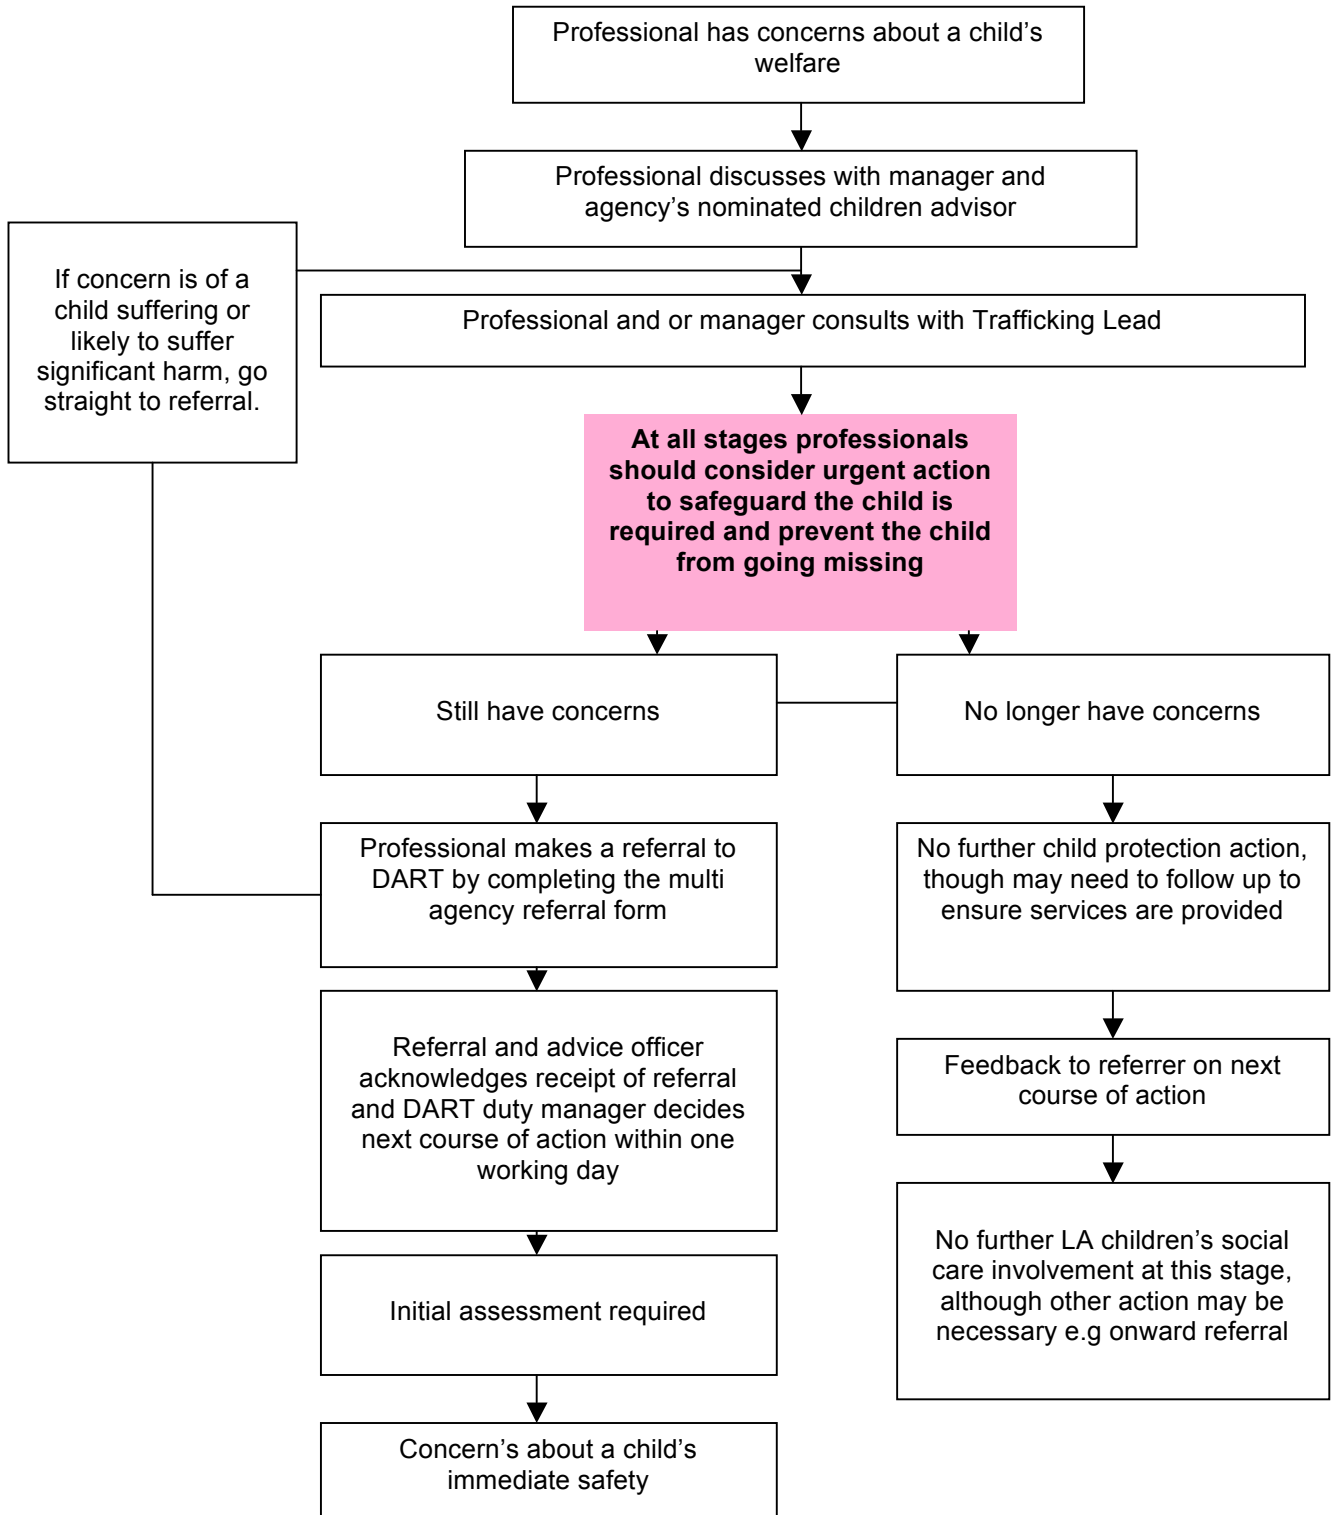 Professional has concerns about a child’s
welfare
Professional discusses with manager and
agency’s nominated children advisor
If concern is of a
child suffering or
likely to suffer
significant harm, go
straight to referral.
Professional and or manager consults with Trafficking Lead
At all stages professionals
should consider urgent action
to safeguard the child is
required and prevent the child
from going missing
Still have concerns
No longer have concerns
Professional makes a referral to
DART by completing the multi
agency referral form
No further child protection action,
though may need to follow up to
ensure services are provided
Referral and advice officer
acknowledges receipt of referral
and DART duty manager decides
next course of action within one
working day
Feedback to referrer on next
course of action
No further LA children’s social
care involvement at this stage,
although other action may be
necessary e.g onward referral
Initial assessment required
Concern’s about a child’s
immediate safety